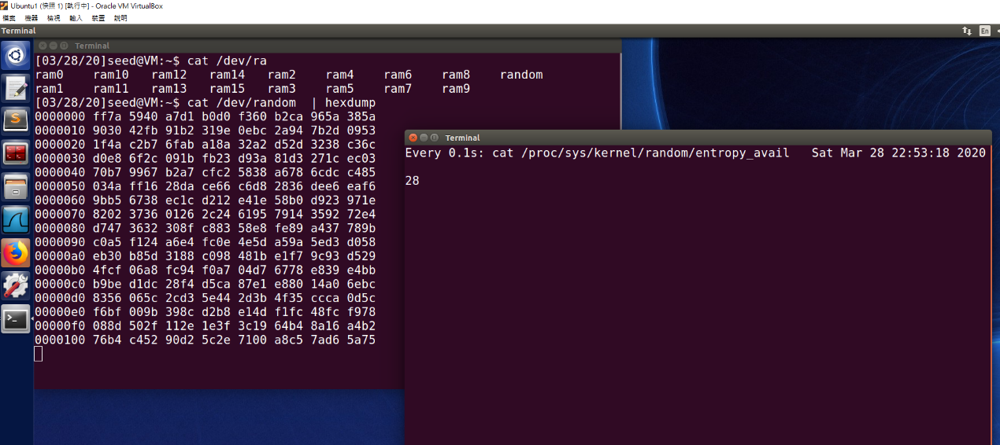 Ubuntu1 (快照 1) [執行中] - Oracle VM VirtualBox
檔案 機器 檢視 輸入 裝置 說明
Terminal En
Terminal
[03/28/20]seed@VM:~$ cat /dev/ra
ram0 ram10 ram12 ram14 ram2 ram4 ram6 ram8 random
ram1 ram11 ram13 ram15 ram3 ram5 ram7 ram9
[03/28/20]seed@VM:~$ cat /dev/random | hexdump
0000000 ff7a 5940 a7d1 b0d0 f360 b2ca 965a 385a
0000010 9030 42fb 91b2 319e 0ebc 2a94 7b2d 0953
0000020 1f4a c2b7 6fab a18a 32a2 d52d 3238 c36c
0000030 d0e8 6f2c 091b fb23 d93a 81d3 271c ec03
0000040 70b7 9967 b2a7 cfc2 5838 a678 6cdc c485
0000050 034a ff16 28da ce66 c6d8 2836 dee6 eaf6
0000060 9bb5 6738 ec1c d212 e41e 58b0 d923 971e
0000070 8202 3736 0126 2c24 6195 7914 3592 72e4
0000080 d747 3632 308f c883 58e8 fe89 a437 789b
0000090 c0a5 f124 a6e4 fc0e 4e5d a59a 5ed3 d058
00000a0 eb30 b85d 3188 c098 481b e1f7 9c93 d529
00000b0 4fcf 06a8 fc94 f0a7 04d7 6778 e839 e4bb
00000c0 b9be d1dc 28f4 d5ca 87e1 e880 14a0 6ebc
00000d0 8356 065c 2cd3 5e44 2d3b 4f35 ccca 0d5c
00000e0 f6bf 009b 398c d2b8 e14d f1fc 48fc f978
00000f0 088d 502f 112e 1e3f 3c19 64b4 8a16 a4b2
0000100 76b4 c452 90d2 5c2e 7100 a8c5 7ad6 5a75
Terminal
Every 0.1s: cat /proc/sys/kernel/random/entropy_avail Sat Mar 28 22:53:18 2020
28